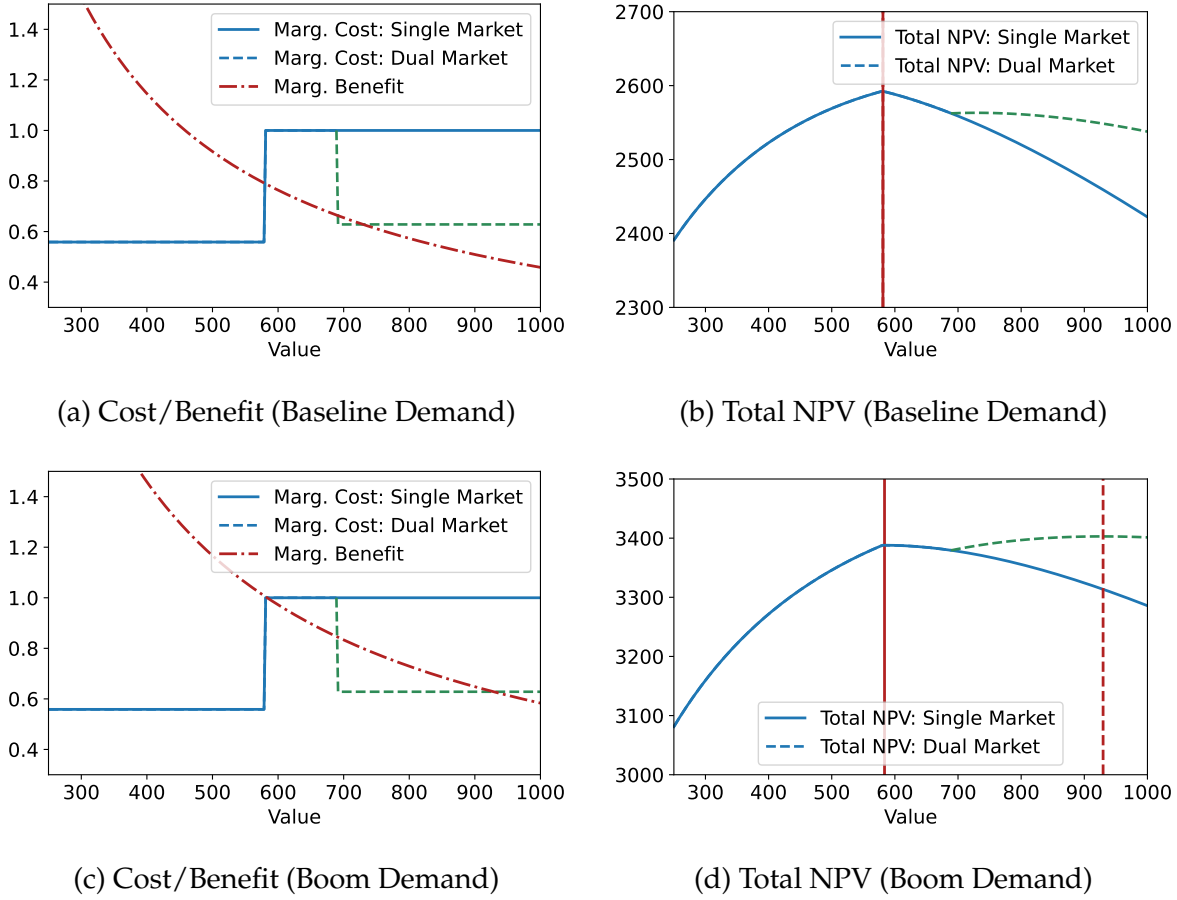 1.4
1.2
1.0
0.8
0.6
0.4
Marg. Cost: Single Market
Marg. Cost: Dual Market
Marg. Benefit
300 400 500 600 700 800 900 1000
Value
(a) Cost/Benefit (Baseline Demand)
2700
2600
2500
2400
2300
Total NPV: Single Market
Total NPV: Dual Market
300 400 500 600 700 800 900 1000
Value
(b) Total NPV (Baseline Demand)
1.4
1.2
1.0
0.8
0.6
0.4
Marg. Cost: Single Market
Marg. Cost: Dual Market
Marg. Benefit
300 400 500 600 700 800 900 1000
Value
(c) Cost/Benefit (Boom Demand)
3500
3400
3300
3200
3100
3000
Total NPV: Single Market
Total NPV: Dual Market
300 400 500 600 700 800 900 1000
Value
(d) Total NPV (Boom Demand)